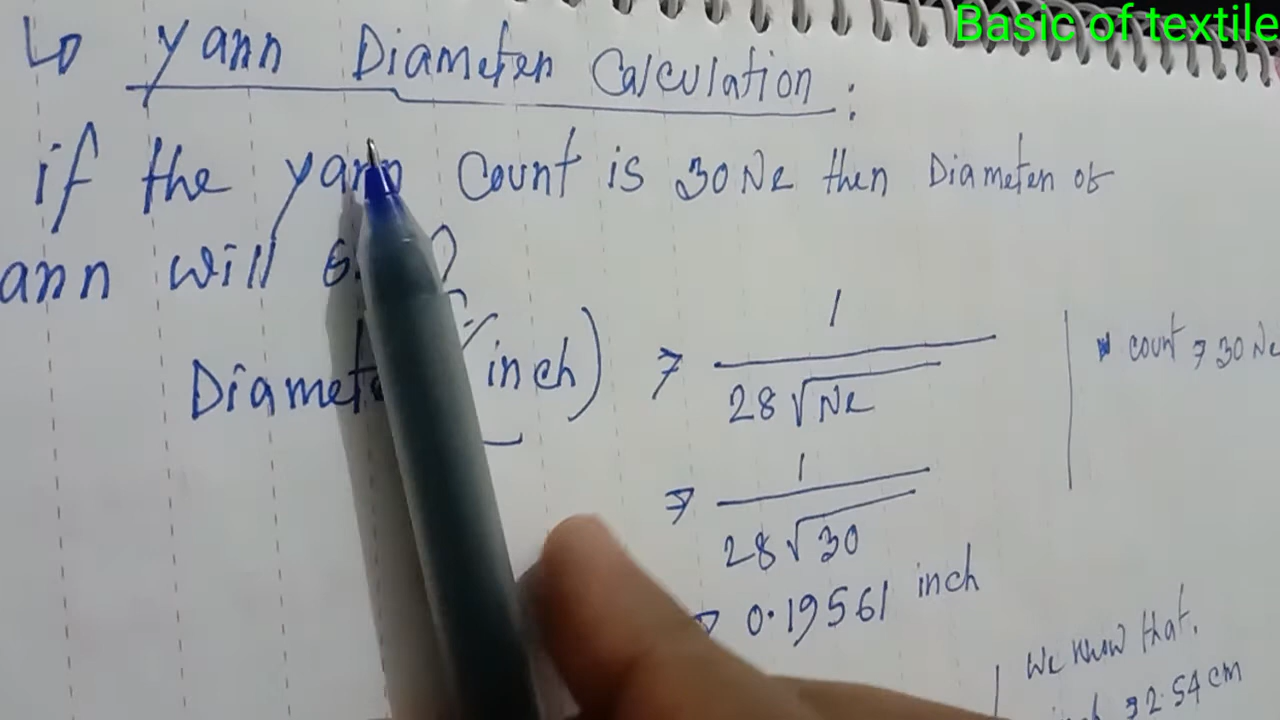 Basic of textile
↳ Yarn Diameter Calculation :
if the yarn Count is 30 Ne then Diameter of
arn will ?
Diamet (inch) ⇒ 1 / 28√Ne
count ⇒ 30 Ne
⇒ 1 / 28√30
⇒ 0.19561 inch
We know that,
⇒ 2.54 cm